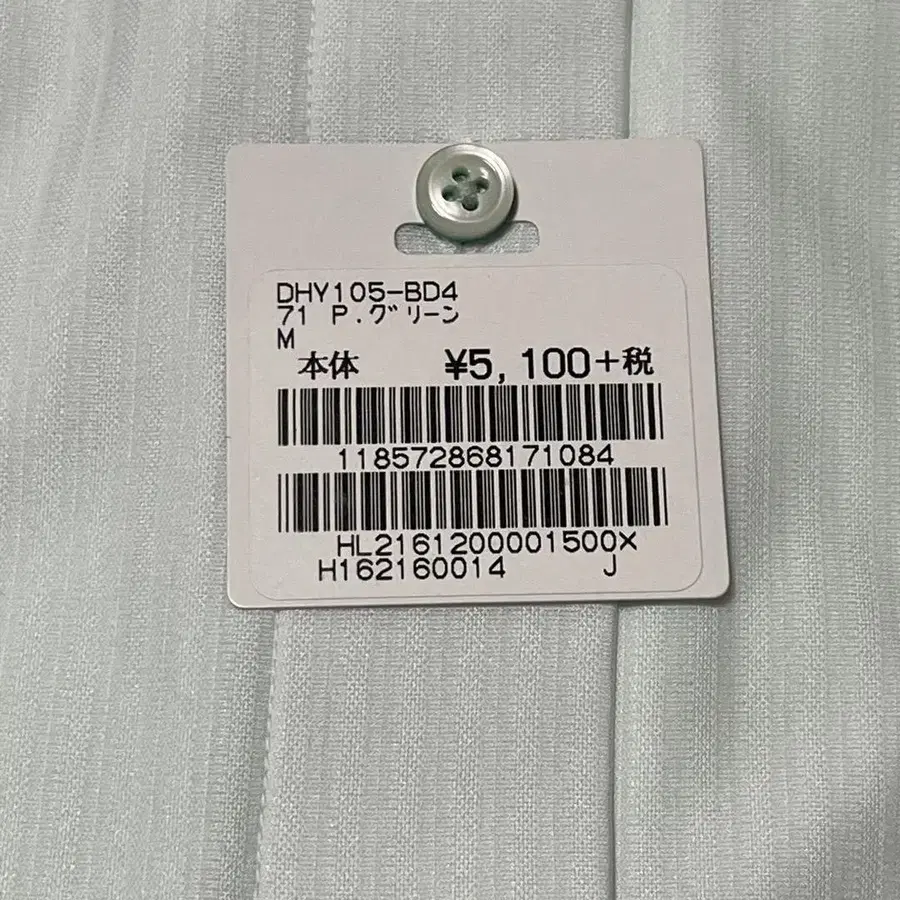 DHY105-BD4
71 P.グリーン
M
本体 ¥5,100+税
118572868171084
HL2161200001500X
H162160014 J